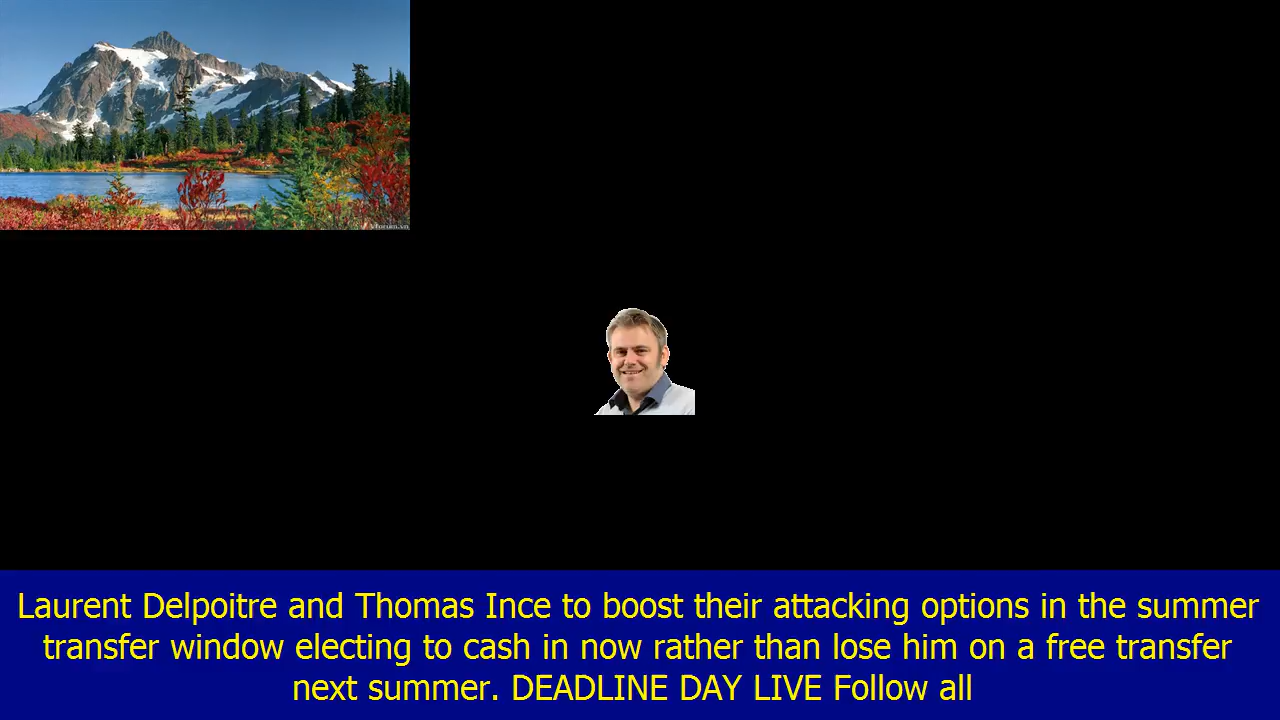 Laurent Delpoitre and Thomas Ince to boost their attacking options in the summer
transfer window electing to cash in now rather than lose him on a free transfer
next summer. DEADLINE DAY LIVE Follow all